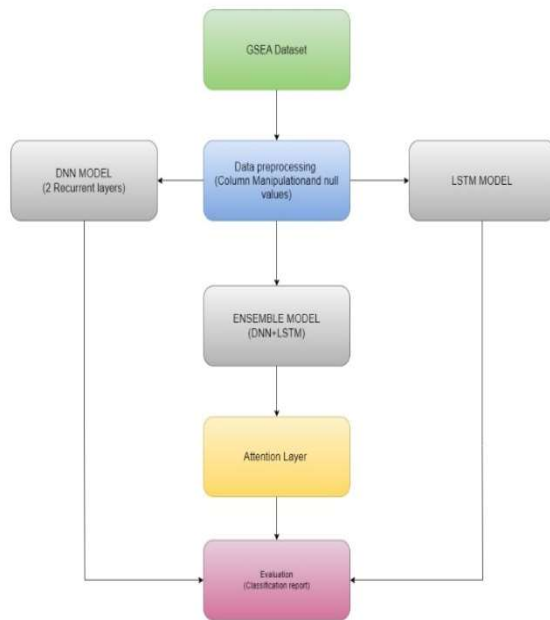 GSEA Dataset
DNN MODEL
(2 Recurrent layers)
Data preprocessing
(Column Manipulationand null
values)
LSTM MODEL
ENSEMBLE MODEL
(DNN+LSTM)
Attention Layer
Evaluation
(Classification report)